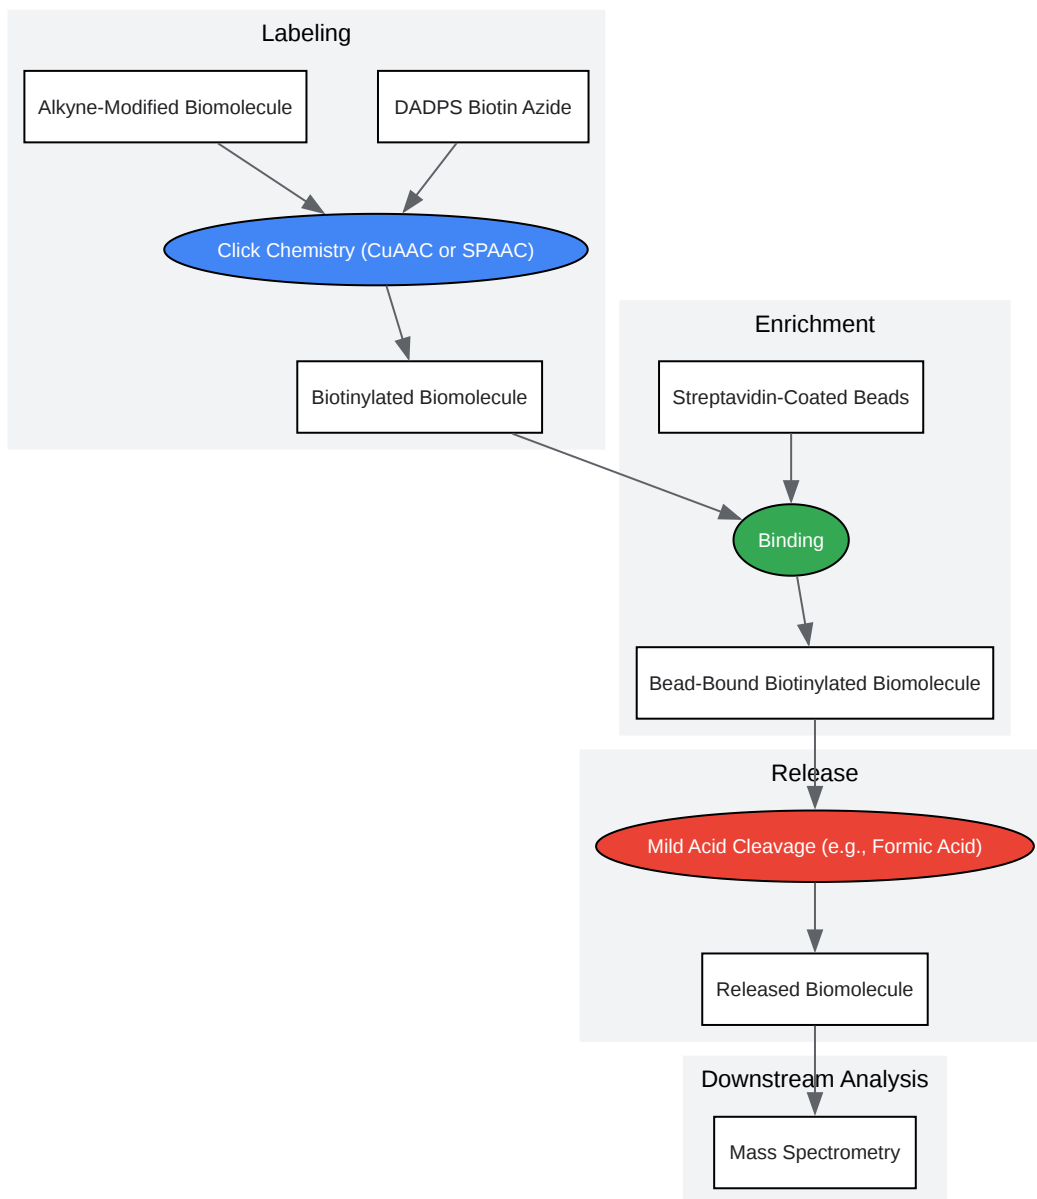 Labeling
Alkyne-Modified Biomolecule
DADPS Biotin Azide
Click Chemistry (CuAAC or SPAAC)
Biotinylated Biomolecule
Enrichment
Streptavidin-Coated Beads
Binding
Bead-Bound Biotinylated Biomolecule
Release
Mild Acid Cleavage (e.g., Formic Acid)
Released Biomolecule
Downstream Analysis
Mass Spectrometry